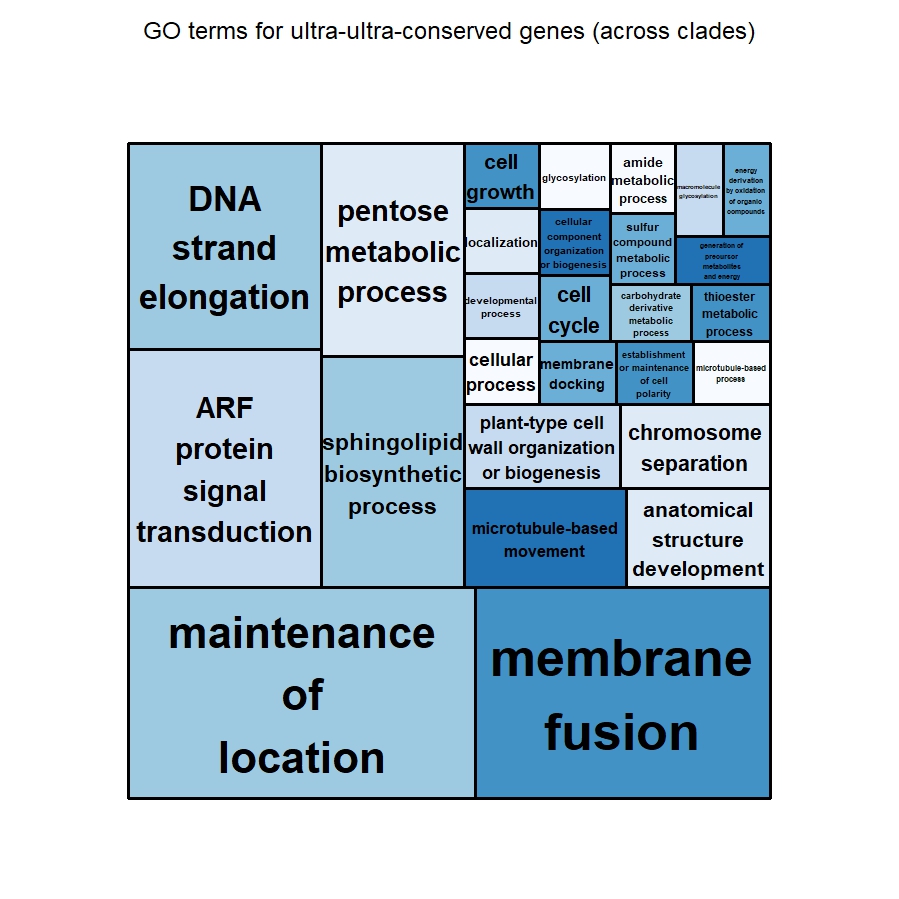 GO terms for ultra-ultra-conserved genes (across clades)
DNA
strand
elongation
pentose
metabolic
process
cell
growth
glycosylation
amide
metabolic
process
macromolecule
glycosylation
energy
derivation
by oxidation
of organic
compounds
localization
cellular
component
organization
or biogenesis
sulfur
compound
metabolic
process
generation of
precursor
metabolites
and energy
developmental
process
cell
cycle
carbohydrate
derivative
metabolic
process
thioester
metabolic
process
cellular
process
membrane
docking
establishment
or maintenance
of cell
polarity
microtubule-based
process
ARF
protein
signal
transduction
sphingolipid
biosynthetic
process
plant-type cell
wall organization
or biogenesis
chromosome
separation
microtubule-based
movement
anatomical
structure
development
maintenance
of
location
membrane
fusion